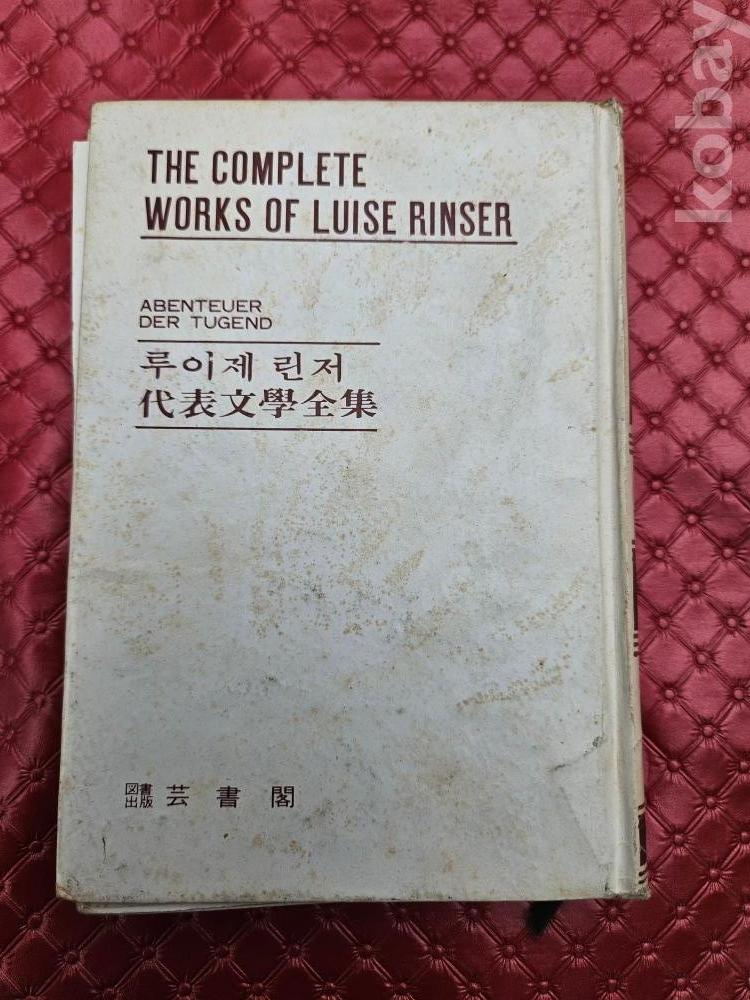 THE COMPLETE
WORKS OF LUISE RINSER
ABENTEUER
DER TUGEND
루이제 린저
代表文學全集
図書出版 芸書閣
kobay